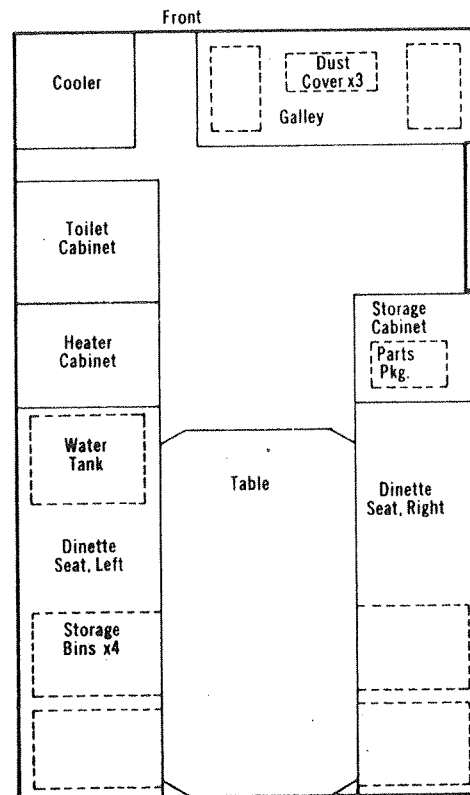 Front
Cooler
Dust
Cover x3
Galley
Toilet
Cabinet
Heater
Cabinet
Storage
Cabinet
Parts
Pkg.
Water
Tank
Table
Dinette
Seat, Right
Dinette
Seat, Left
Storage
Bins x4